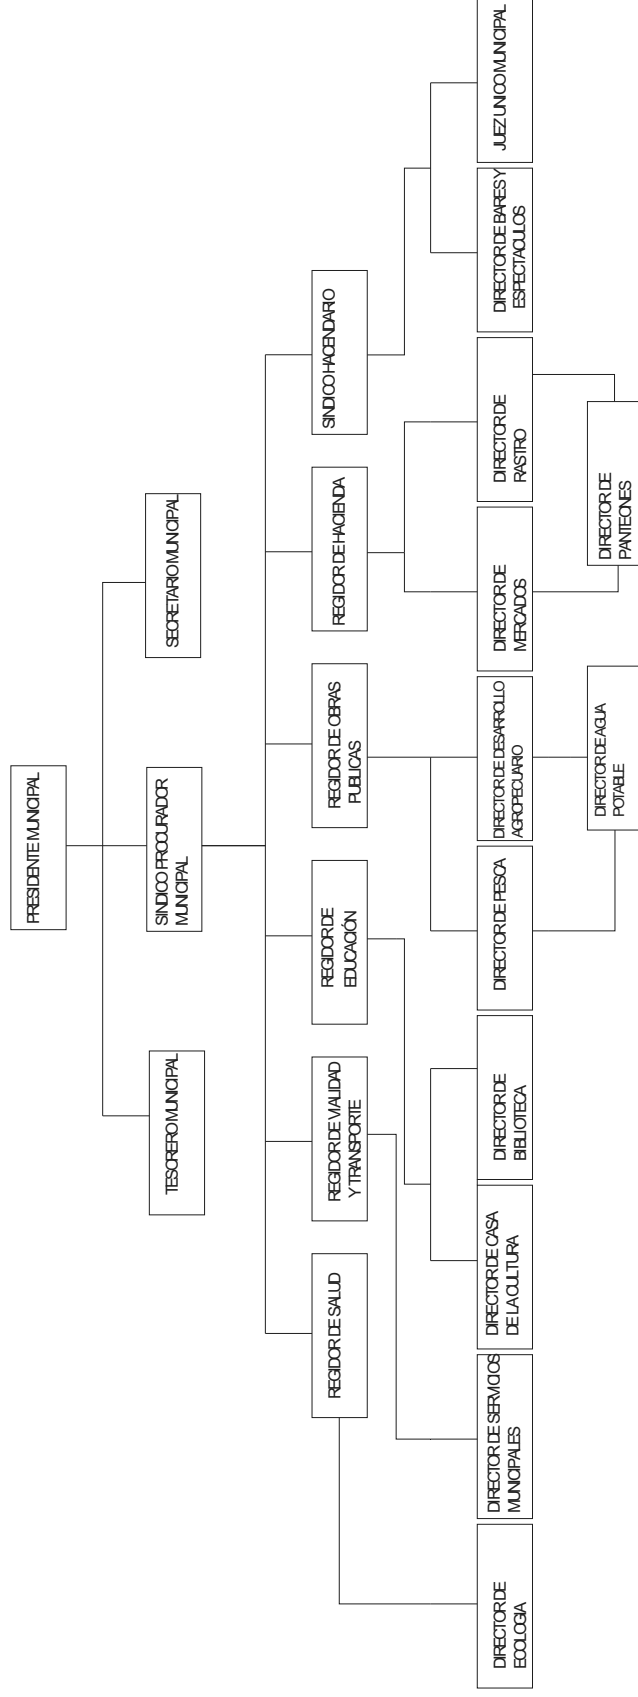 PRESIDENTE MUNICIPAL
TESORERO MUNICIPAL
SINDICO PROCURADOR
MUNICIPAL
SECRETARIO MUNICIPAL
REGIDOR DE SALUD
REGIDOR DE VIALIDAD
Y TRANSPORTE
REGIDOR DE
EDUCACIÓN
REGIDOR DE OBRAS
PUBLICAS
REGIDOR DE HACIENDA
SINDICO HACENDARIO
DIRECTOR DE
ECOLOGIA
DIRECTOR DE SERVICIOS
MUNICIPALES
DIRECTOR DE CASA
DE LA CULTURA
DIRECTOR DE
BIBLIOTECA
DIRECTOR DE PESCA
DIRECTOR DE DESARROLLO
AGROPECUARIO
DIRECTOR DE
MERCADOS
DIRECTOR DE
RASTRO
DIRECTOR DE BARES Y
ESPECTACULOS
JUEZ UNICO MUNICIPAL
DIRECTOR DE AGUA
POTABLE
DIRECTOR DE
PANTEONES